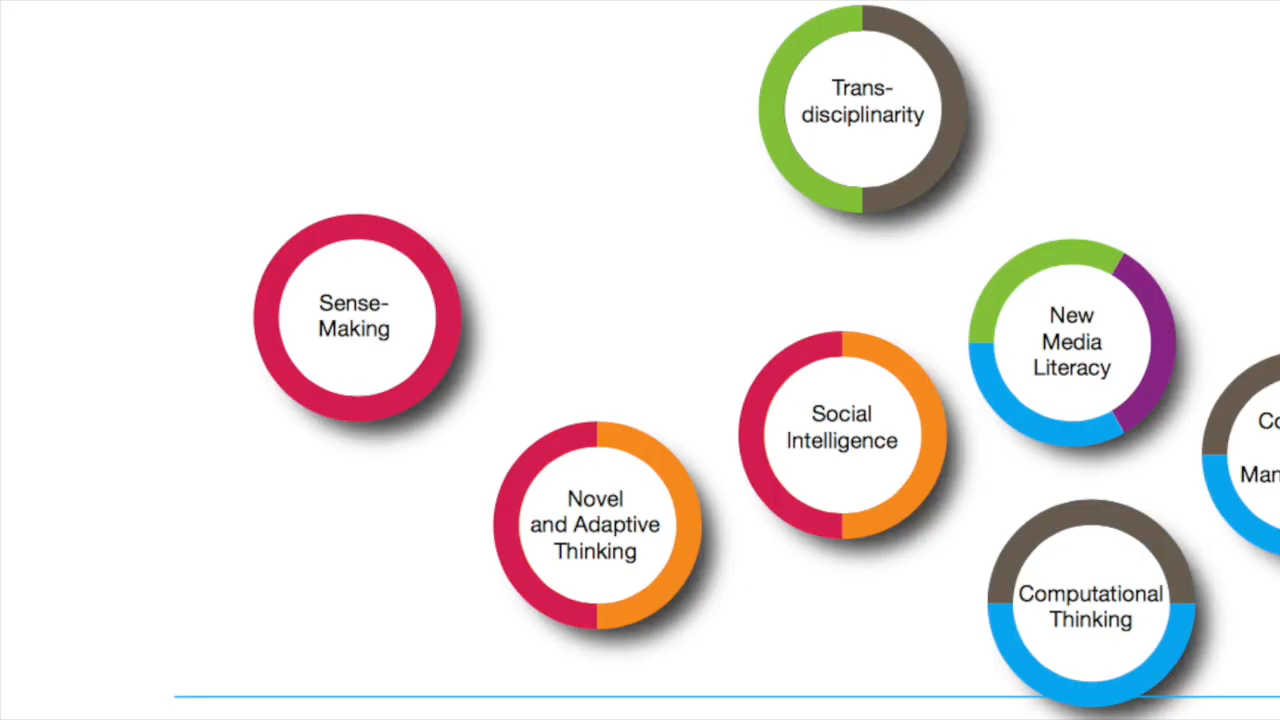 Trans-
disciplinarity
Sense-
Making
New
Media
Literacy
Social
Intelligence
Novel
and Adaptive
Thinking
Computational
Thinking